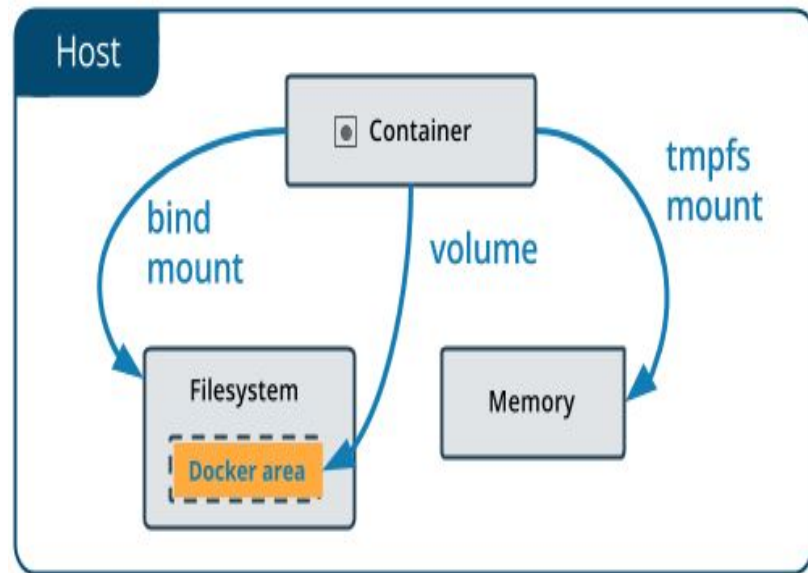 Host
Container
tmpfs
mount
bind
mount
volume
Filesystem
Memory
Docker area